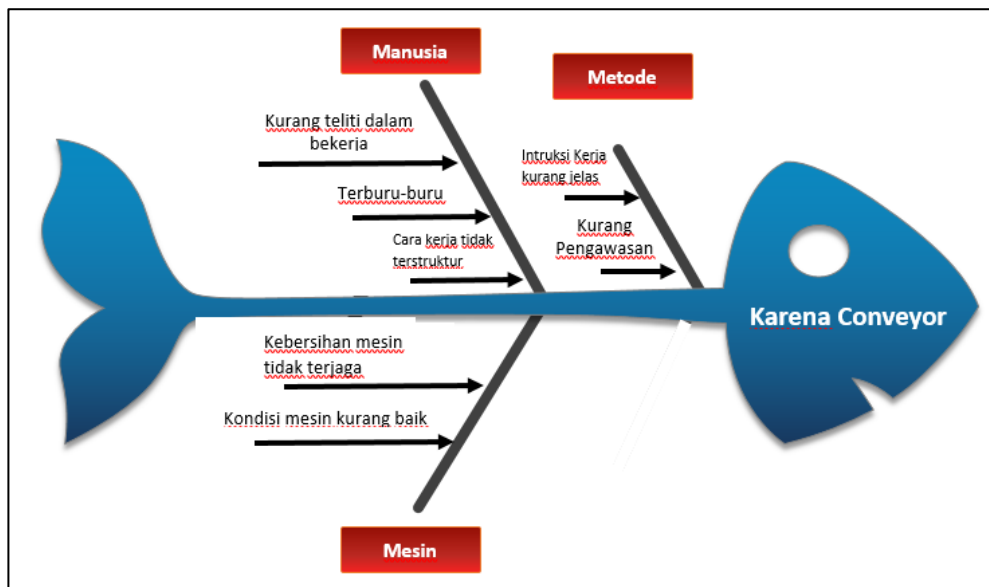 Manusia
Metode
Kurang teliti dalam
bekerja
Intruksi Kerja
kurang jelas
Terburu-buru
Kurang
Pengawasan
Cara kerja tidak
terstruktur
Karena Conveyor
Kebersihan mesin
tidak terjaga
Kondisi mesin kurang baik
Mesin